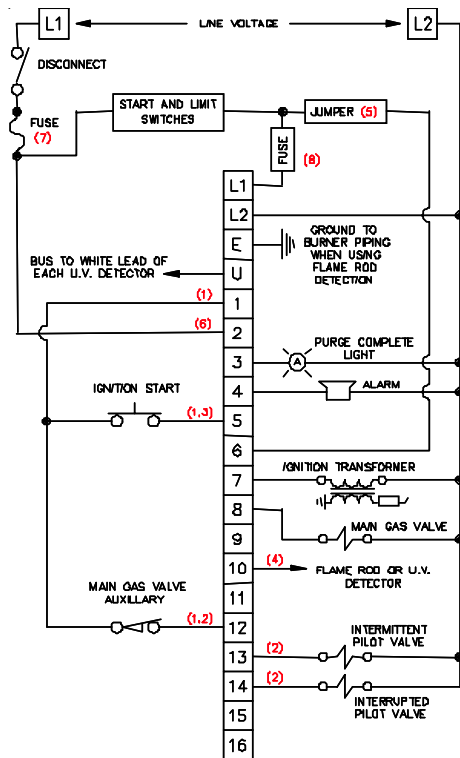 L1
LINE VOLTAGE
L2
DISCONNECT
START AND LIMIT
SWITCHES
JUMPER (5)
FUSE
(7)
FUSE
(8)
L1
L2
E
GROUND TO
BURNER PIPING
WHEN USING
FLAME ROD
DETECTION
BUS TO WHITE LEAD OF
EACH U.V. DETECTOR
U
(1)
1
(6)
2
3
A
PURGE COMPLETE
LIGHT
4
ALARM
IGNITION START
(1,3)
5
6
IGNITION TRANSFORMER
7
8
MAIN GAS VALVE
9
10
(4)
FLAME ROD OR U.V.
DETECTOR
11
MAIN GAS VALVE
AUXILLARY
(1,2)
12
INTERMITTENT
PILOT VALVE
13
(2)
14
(2)
INTERRUPTED
PILOT VALVE
15
16